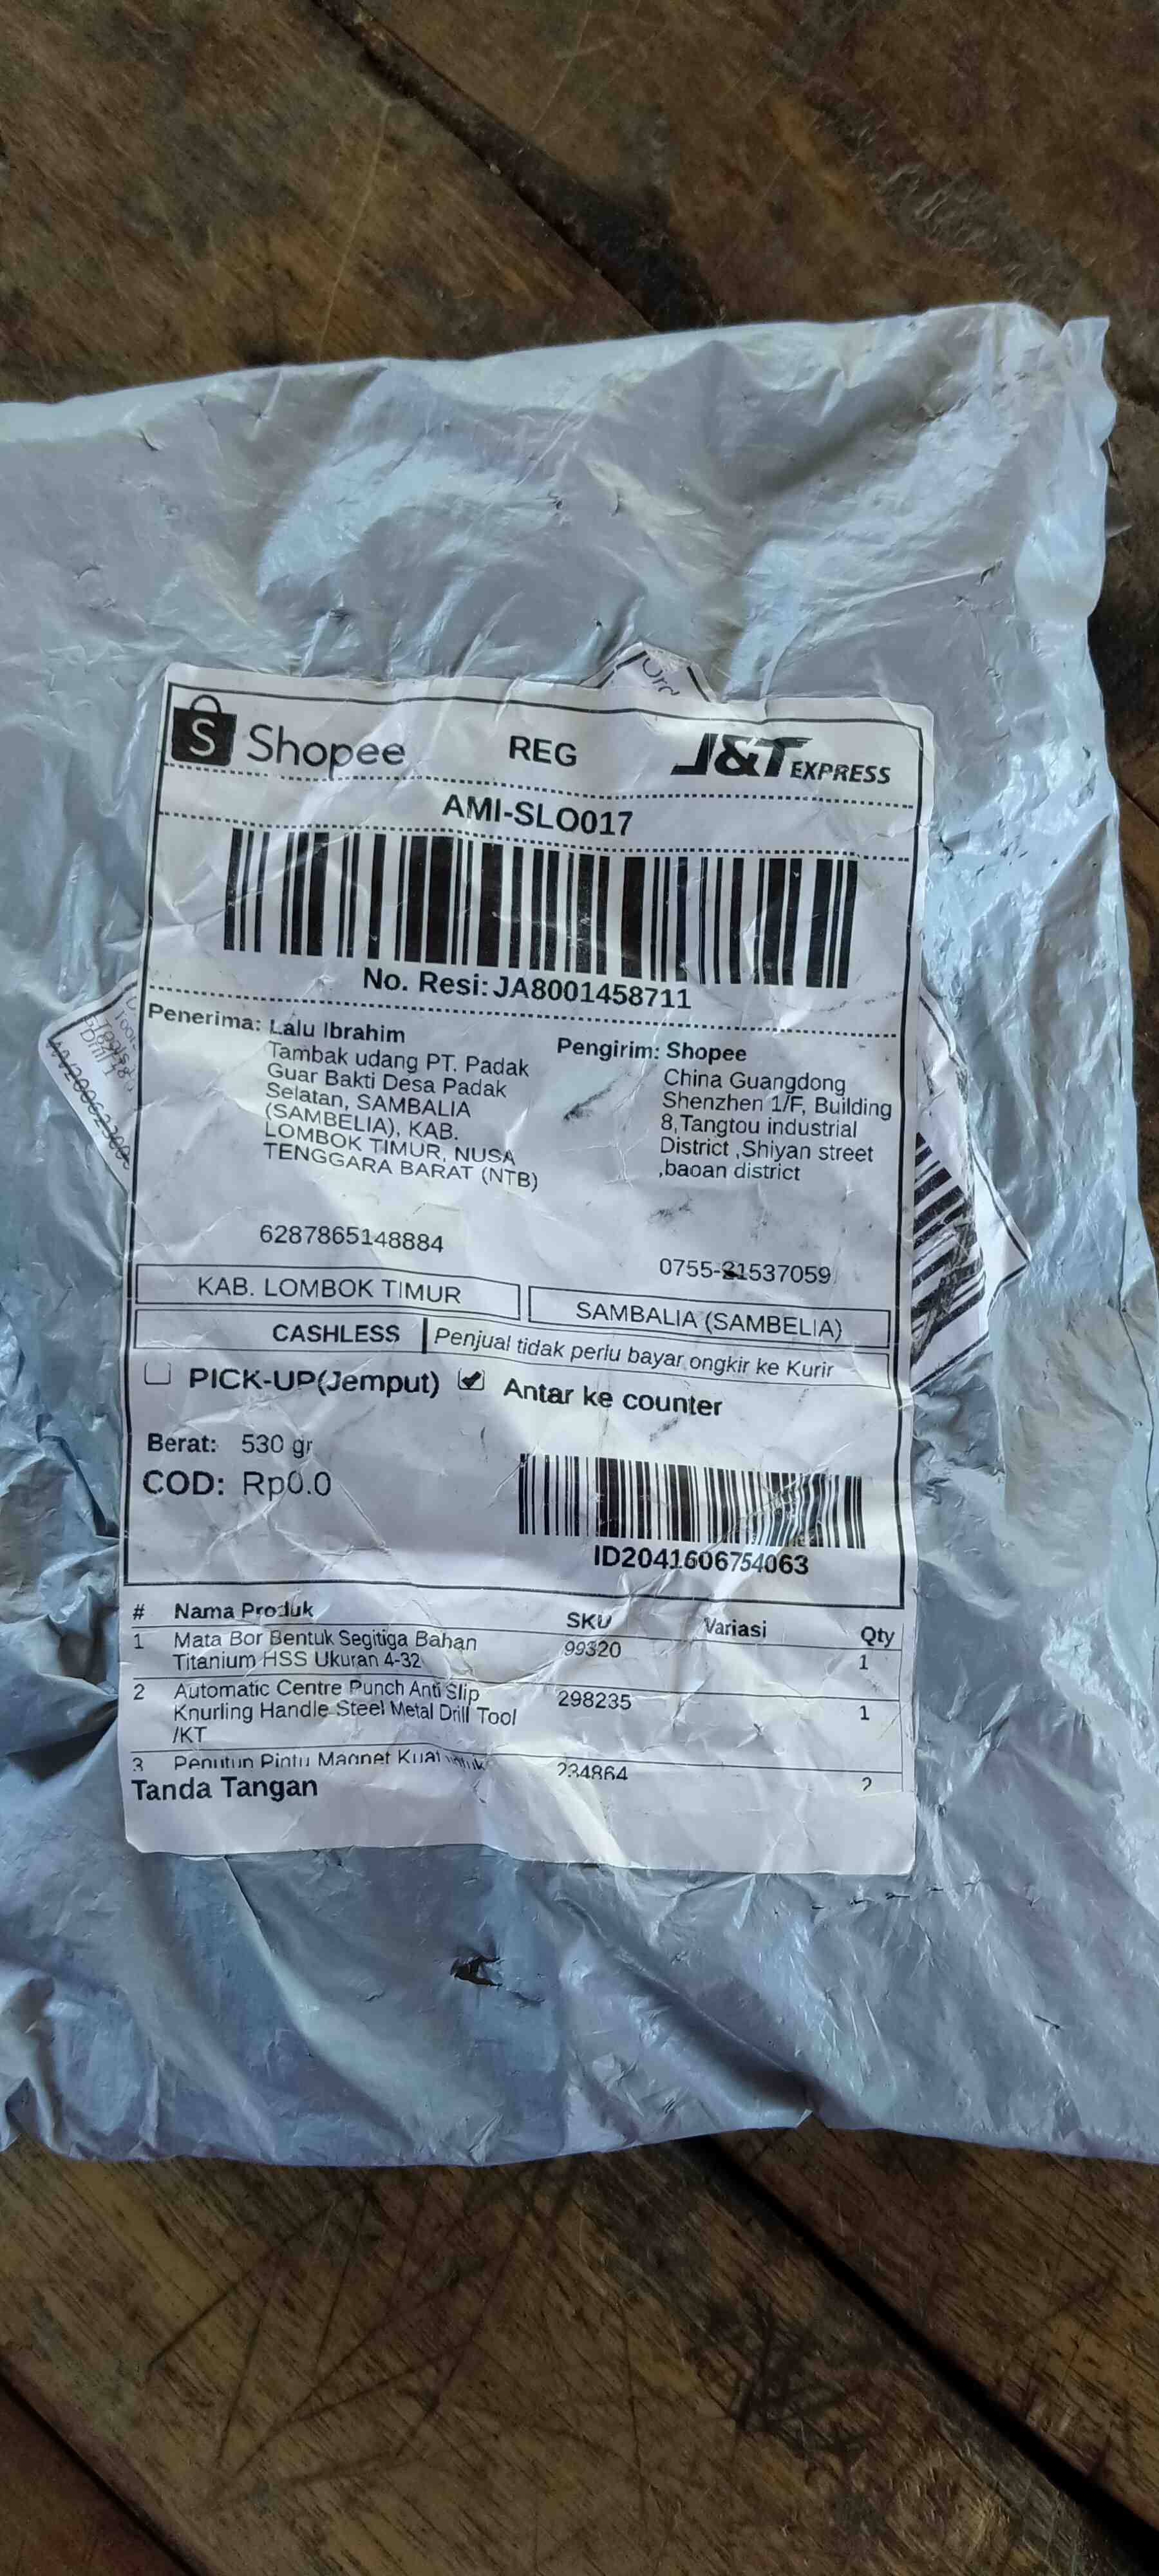 Shopee REG J&T EXPRESS
AMI-SLO017
No. Resi: JA8001458711
Penerima: Lalu Ibrahim
Tambak udang PT. Padak
Guar Bakti Desa Padak
Selatan, SAMBALIA
(SAMBELIA), KAB.
LOMBOK TIMUR, NUSA
TENGGARA BARAT (NTB)
6287865148884
Pengirim: Shopee
China Guangdong
Shenzhen 1/F, Building
8,Tangtou industrial
District ,Shiyan street
,baoan district
0755-21537059
KAB. LOMBOK TIMUR
SAMBALIA (SAMBELIA)
CASHLESS Penjual tidak perlu bayar ongkir ke Kurir
PICK-UP(Jemput) Antar ke counter
Berat: 530 gr
COD: Rp0.0
ID2041606754063
# Nama Produk SKU Variasi Qty
1 Mata Bor Bentuk Segitiga Bahan 99320 1
Titanium HSS Ukuran 4-32
2 Automatic Centre Punch Anti Slip 298235 1
Knurling Handle Steel Metal Drill Tool
/KT
3 Penutup Pintu Magnet Kuat untuk 234864 2
Tanda Tangan